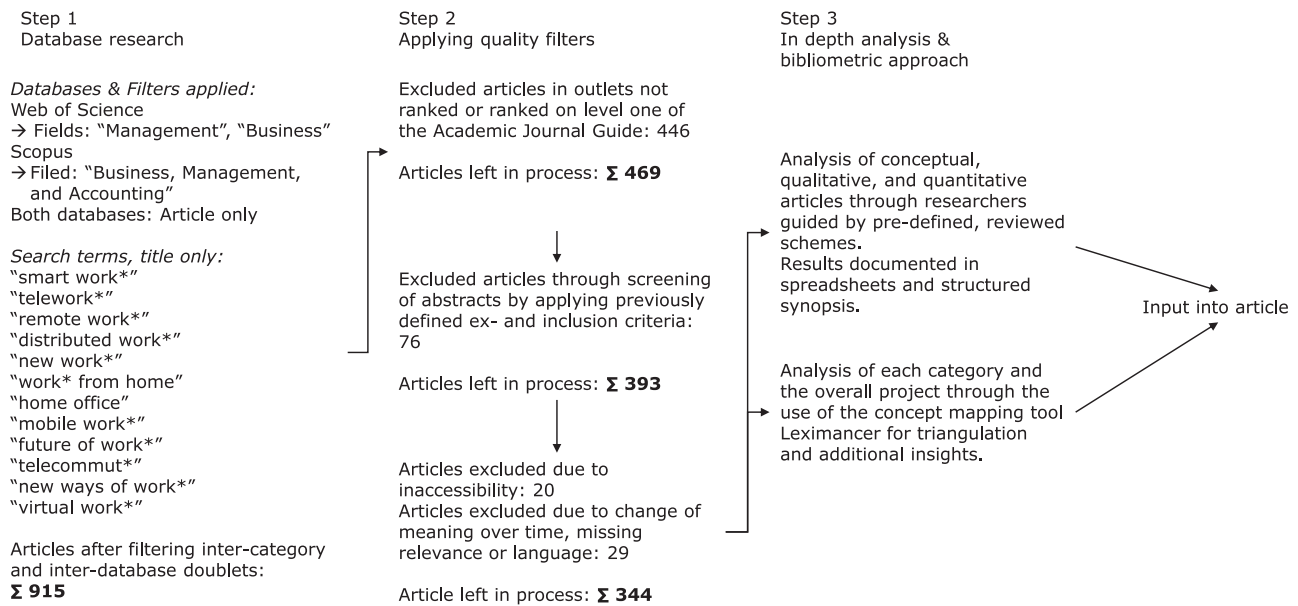 Step 1
Database research
Databases & Filters applied:
Web of Science
→ Fields: “Management”, “Business”
Scopus
→ Filed: “Business, Management,
and Accounting”
Both databases: Article only
Search terms, title only:
“smart work*”
“telework*”
“remote work*”
“distributed work*”
“new work*”
“work* from home”
“home office”
“mobile work*”
“future of work*”
“telecommut*”
“new ways of work*”
“virtual work*”
Articles after filtering inter-category
and inter-database doublets:
Σ 915
Step 2
Applying quality filters
Excluded articles in outlets not
ranked or ranked on level one of
the Academic Journal Guide: 446
Articles left in process: Σ 469
Excluded articles through screening
of abstracts by applying previously
defined ex- and inclusion criteria:
76
Articles left in process: Σ 393
Articles excluded due to
inaccessibility: 20
Articles excluded due to change of
meaning over time, missing
relevance or language: 29
Article left in process: Σ 344
Step 3
In depth analysis &
bibliometric approach
Analysis of conceptual,
qualitative, and quantitative
articles through researchers
guided by pre-defined, reviewed
schemes.
Results documented in
spreadsheets and structured
synopsis.
Analysis of each category and
the overall project through the
use of the concept mapping tool
Leximancer for triangulation
and additional insights.
Input into article